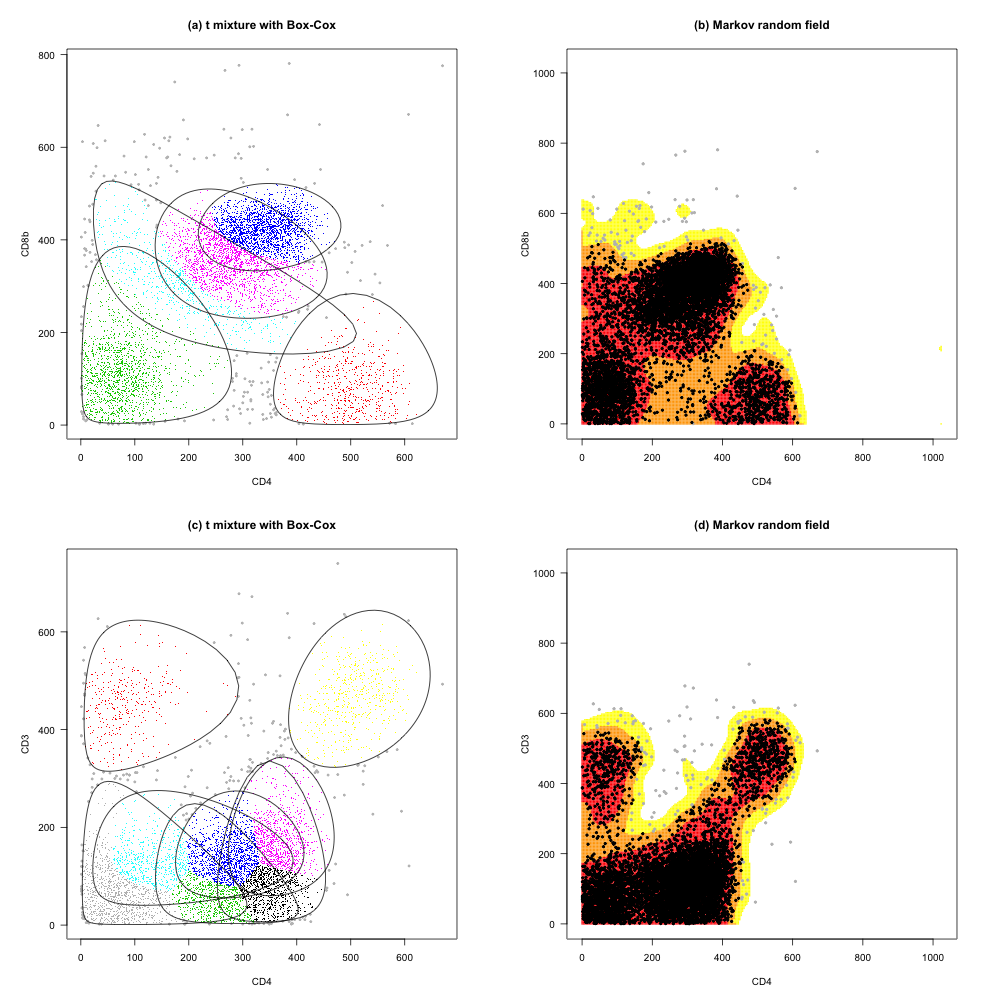 (a) t mixture with Box-Cox
(b) Markov random field
800
600
400
200
0
CD8b
0 100 200 300 400 500 600
CD4
1000
800
600
400
200
0
CD8b
0 200 400 600 800 1000
CD4
(c) t mixture with Box-Cox
(d) Markov random field
600
400
200
0
CD3
0 100 200 300 400 500 600
CD4
1000
800
600
400
200
0
CD3
0 200 400 600 800 1000
CD4